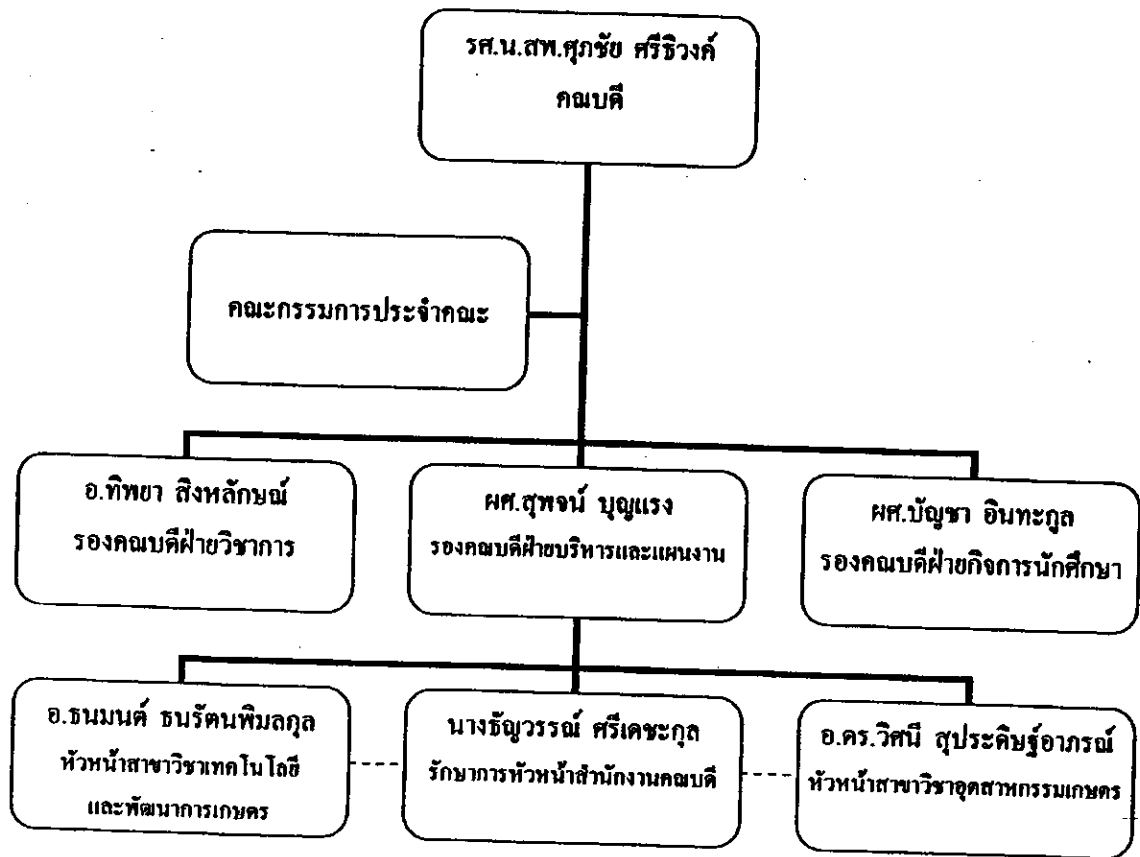 รศ.น.สพ.ศุภชัย ศรีธิวงค์
คณบดี
คณะกรรมการประจำคณะ
อ.ทิพยา สิงหลักษณ์
รองคณบดีฝ่ายวิชาการ
ผศ.สุพจน์ บุญแรง
รองคณบดีฝ่ายบริหารและแผนงาน
ผศ.บัญชา อินทะกูล
รองคณบดีฝ่ายกิจการนักศึกษา
อ.ธนมนต์ ธนรัตนพิมลกุล
หัวหน้าสาขาวิชาเทคโนโลยี
และพัฒนาการเกษตร
นางธัญวรรณ์ ศรีเดชะกุล
รักษาการหัวหน้าสำนักงานคณบดี
อ.ดร.วิศนี สุประดิษฐ์อาภรณ์
หัวหน้าสาขาวิชาอุตสาหกรรมเกษตร